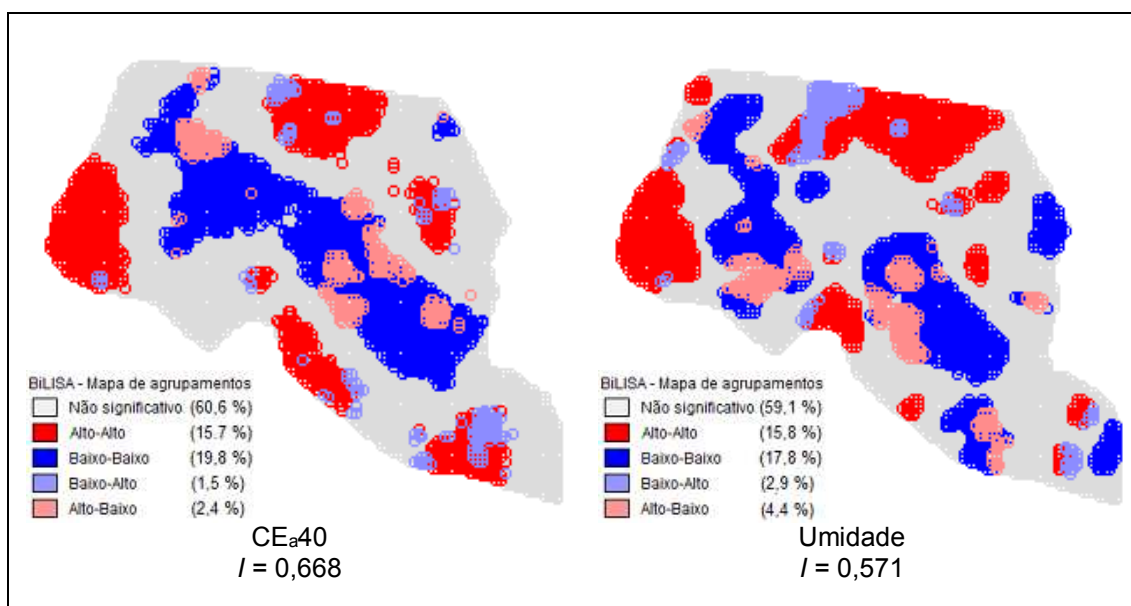 BiLISA - Mapa de agrupamentos
Não significativo (60,6 %)
Alto-Alto (15.7 %)
Baixo-Baixo (19,8 %)
Baixo-Alto (1,5 %)
Alto-Baixo (2,4 %)
CEa40
I = 0,668
BiLISA - Mapa de agrupamentos
Não significativo (59,1 %)
Alto-Alto (15,8 %)
Baixo-Baixo (17,8 %)
Baixo-Alto (2,9 %)
Alto-Baixo (4,4 %)
Umidade
I = 0,571